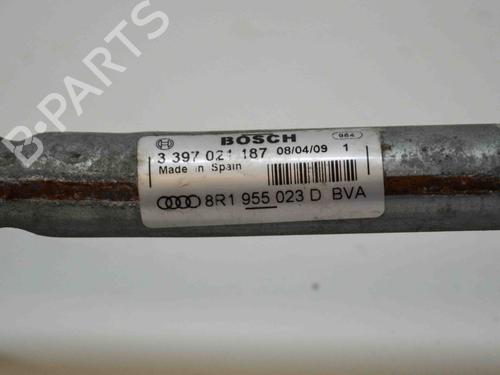 B-PARTS
BOSCH
984
3 397 021 187 08/04/09 1
Made in Spain
8R1 955 023 D BVA